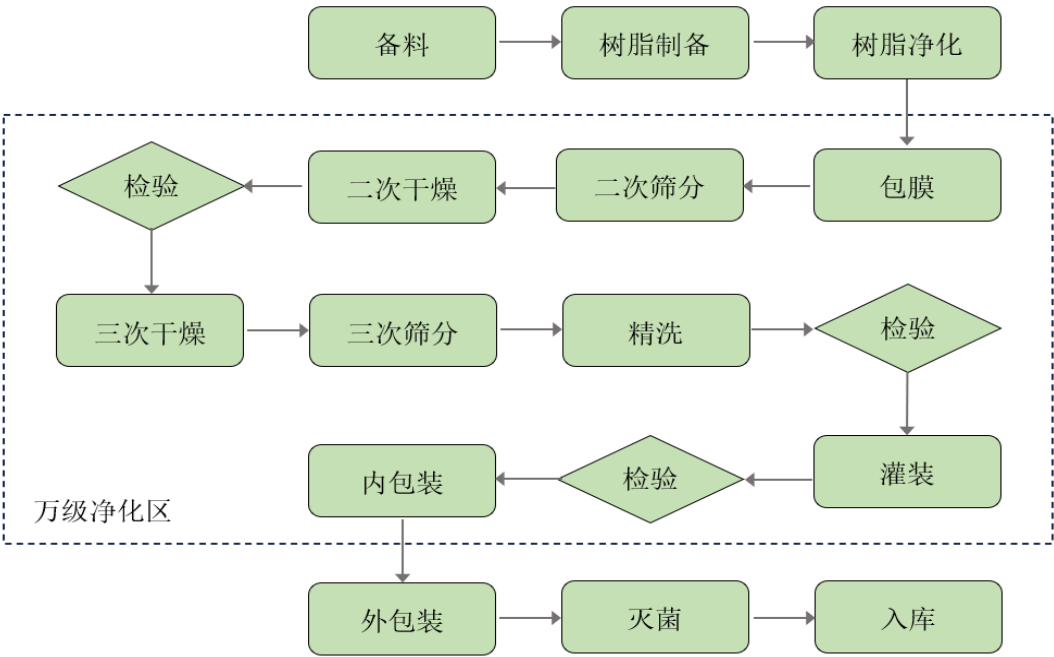 备料
树脂制备
树脂净化
包膜
二次筛分
二次干燥
检验
三次干燥
三次筛分
精洗
检验
灌装
检验
内包装
万级净化区
外包装
灭菌
入库